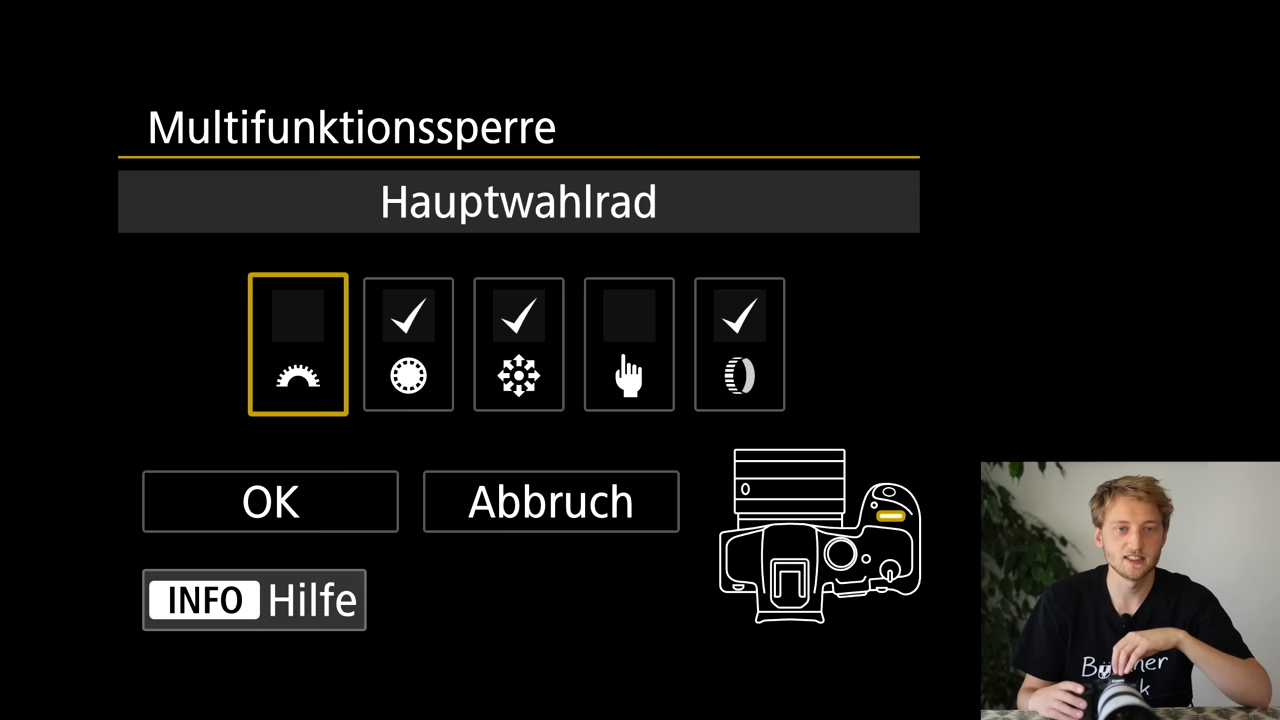 Multifunktionssperre
Hauptwahlrad
OK
Abbruch
INFO Hilfe